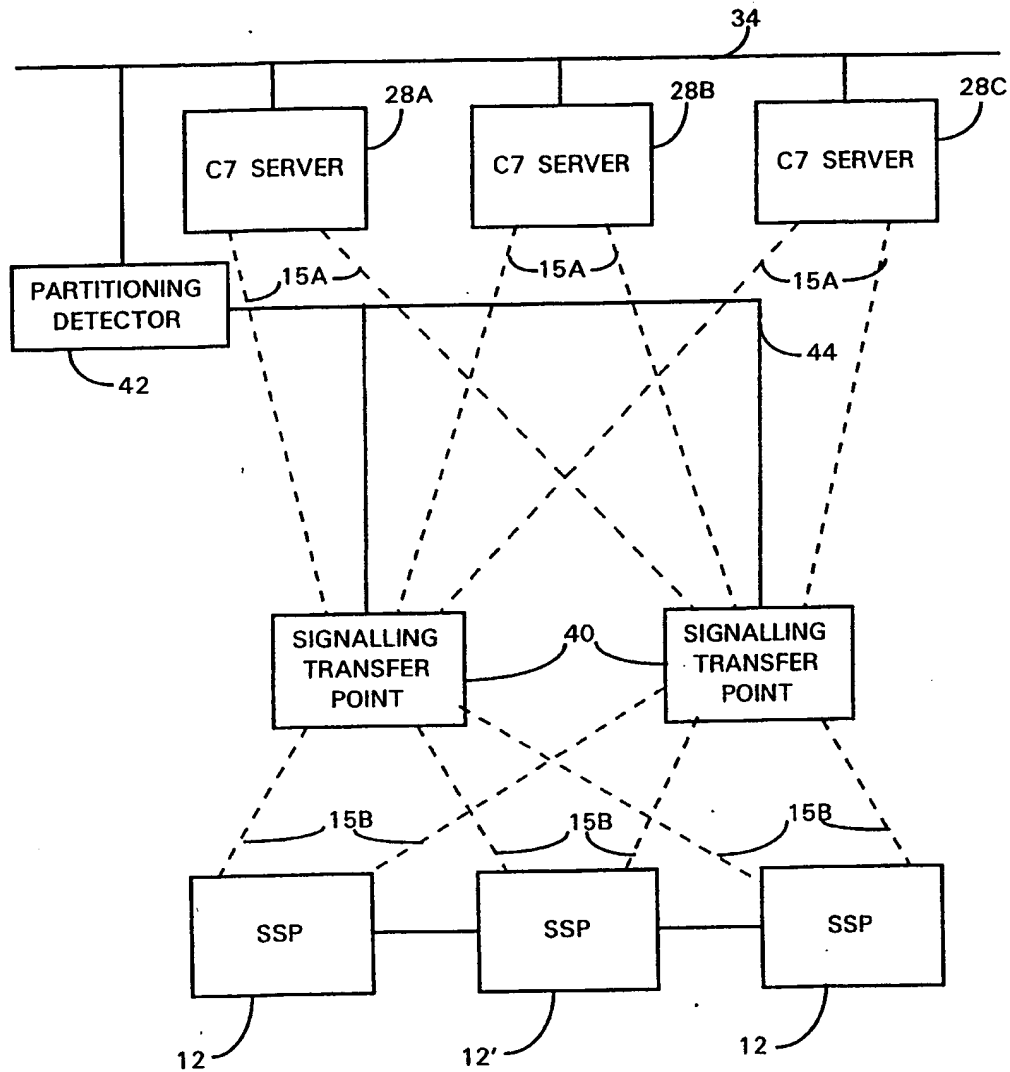 34
28A
28B
28C
C7 SERVER
C7 SERVER
C7 SERVER
15A
15A
15A
PARTITIONING
DETECTOR
44
42
SIGNALLING
TRANSFER
POINT
40
SIGNALLING
TRANSFER
POINT
15B
15B
15B
SSP
SSP
SSP
12
12'
12